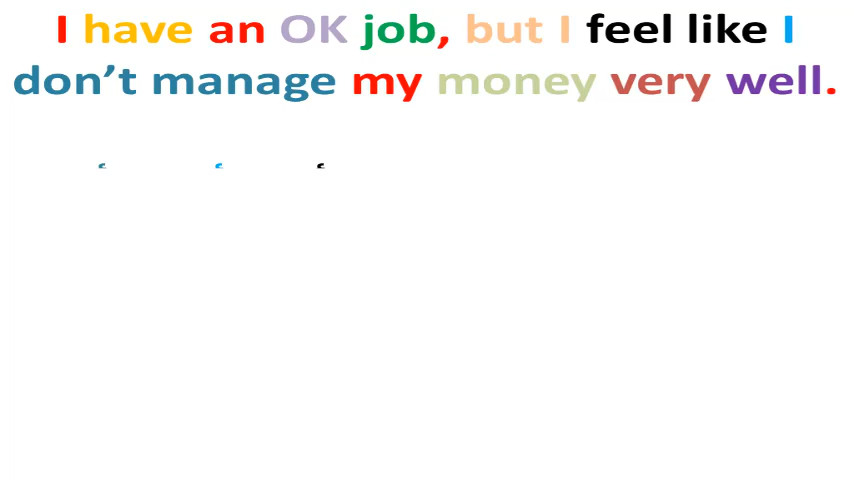 I have an OK job, but I feel like I
don’t manage my money very well.